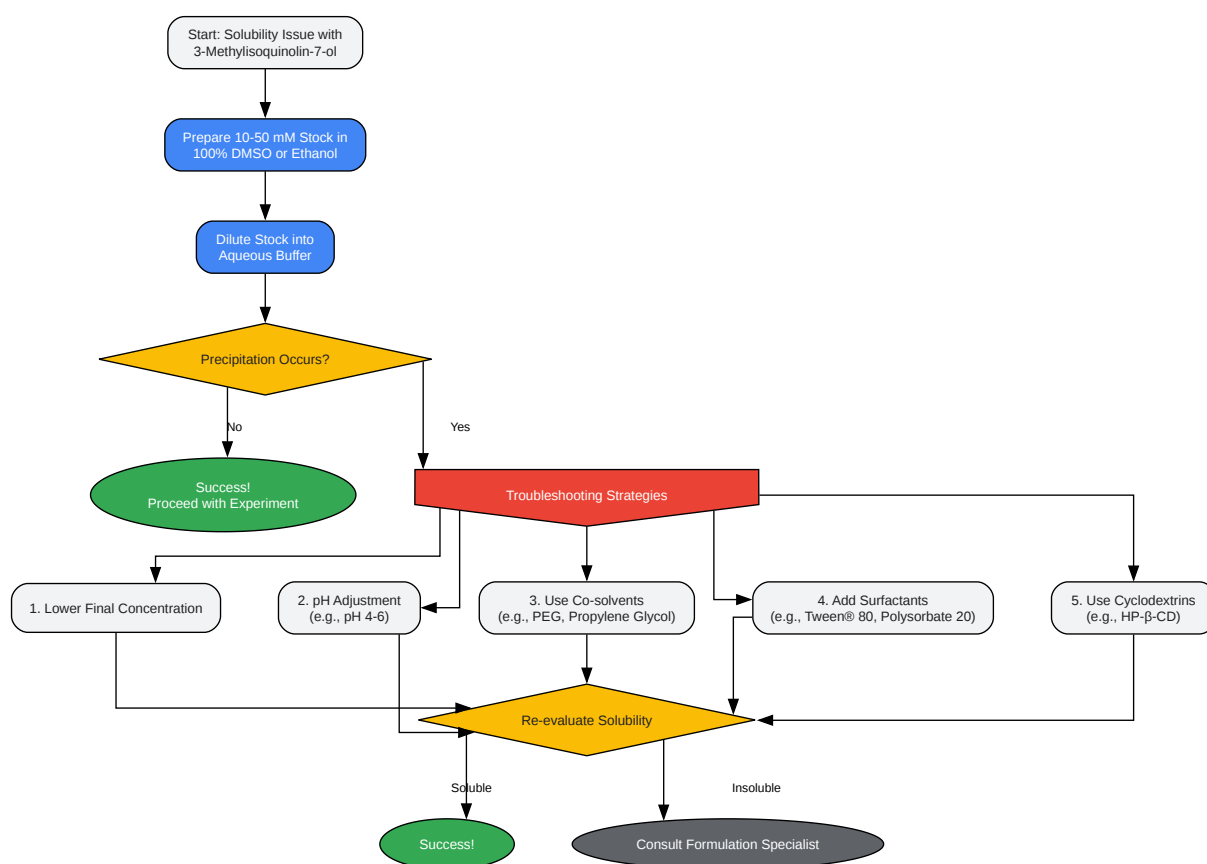 Start: Solubility Issue with
3-Methylisoquinolin-7-ol
Prepare 10-50 mM Stock in
100% DMSO or Ethanol
Dilute Stock into
Aqueous Buffer
Precipitation Occurs?
No
Yes
Success!
Proceed with Experiment
Troubleshooting Strategies
1. Lower Final Concentration
2. pH Adjustment
(e.g., pH 4-6)
3. Use Co-solvents
(e.g., PEG, Propylene Glycol)
4. Add Surfactants
(e.g., Tween® 80, Polysorbate 20)
5. Use Cyclodextrins
(e.g., HP-β-CD)
Re-evaluate Solubility
Soluble
Insoluble
Success!
Consult Formulation Specialist